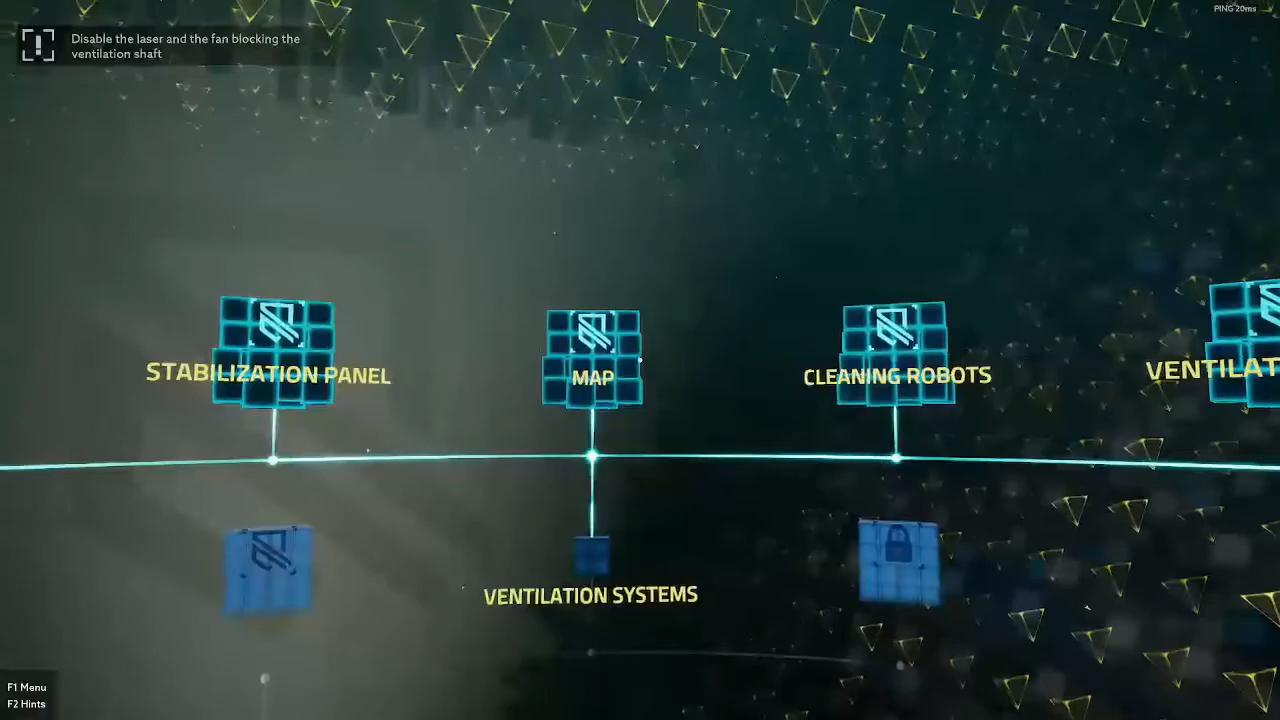 PING 20ms
Disable the laser and the fan blocking the
ventilation shaft
STABILIZATION PANEL
MAP
CLEANING ROBOTS
VENTILAT
VENTILATION SYSTEMS
F1 Menu
F2 Hints